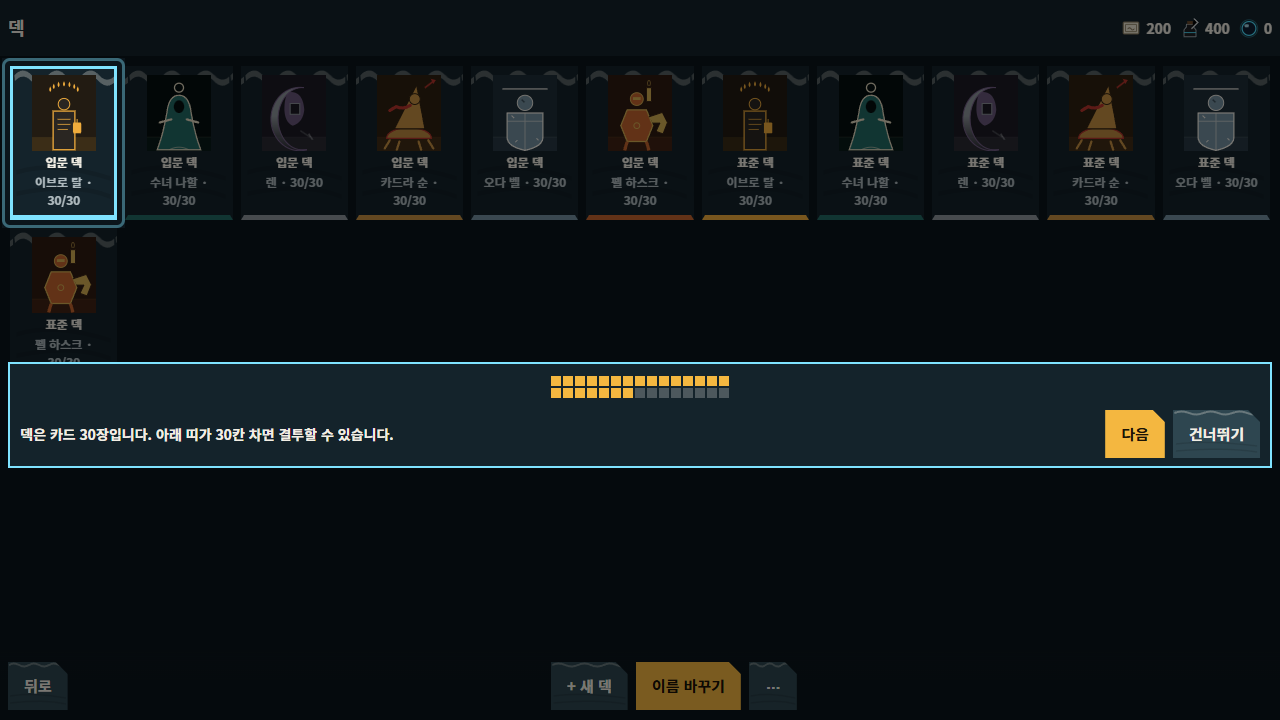 덱
200
400
0
입문 덱
이브로 탈 ·
30/30
입문 덱
수녀 나할 ·
30/30
입문 덱
렌 · 30/30
입문 덱
카드라 순 ·
30/30
입문 덱
오다 벨 · 30/30
입문 덱
펠 하스크 ·
30/30
표준 덱
이브로 탈 ·
30/30
표준 덱
수녀 나할 ·
30/30
표준 덱
렌 · 30/30
표준 덱
카드라 순 ·
30/30
표준 덱
오다 벨 · 30/30
표준 덱
펠 하스크 ·
30/30
덱은 카드 30장입니다. 아래 띠가 30칸 차면 결투할 수 있습니다.
다음
건너뛰기
뒤로
+ 새 덱
이름 바꾸기
...